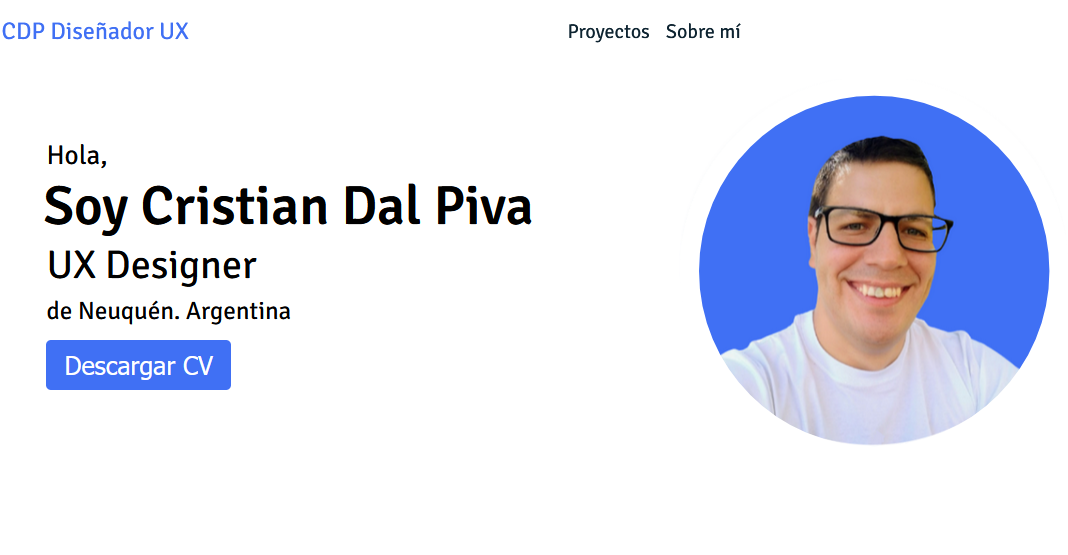 CDP Diseñador UX
Proyectos Sobre mí
Hola,
Soy Cristian Dal Piva
UX Designer
de Neuquén. Argentina
Descargar CV